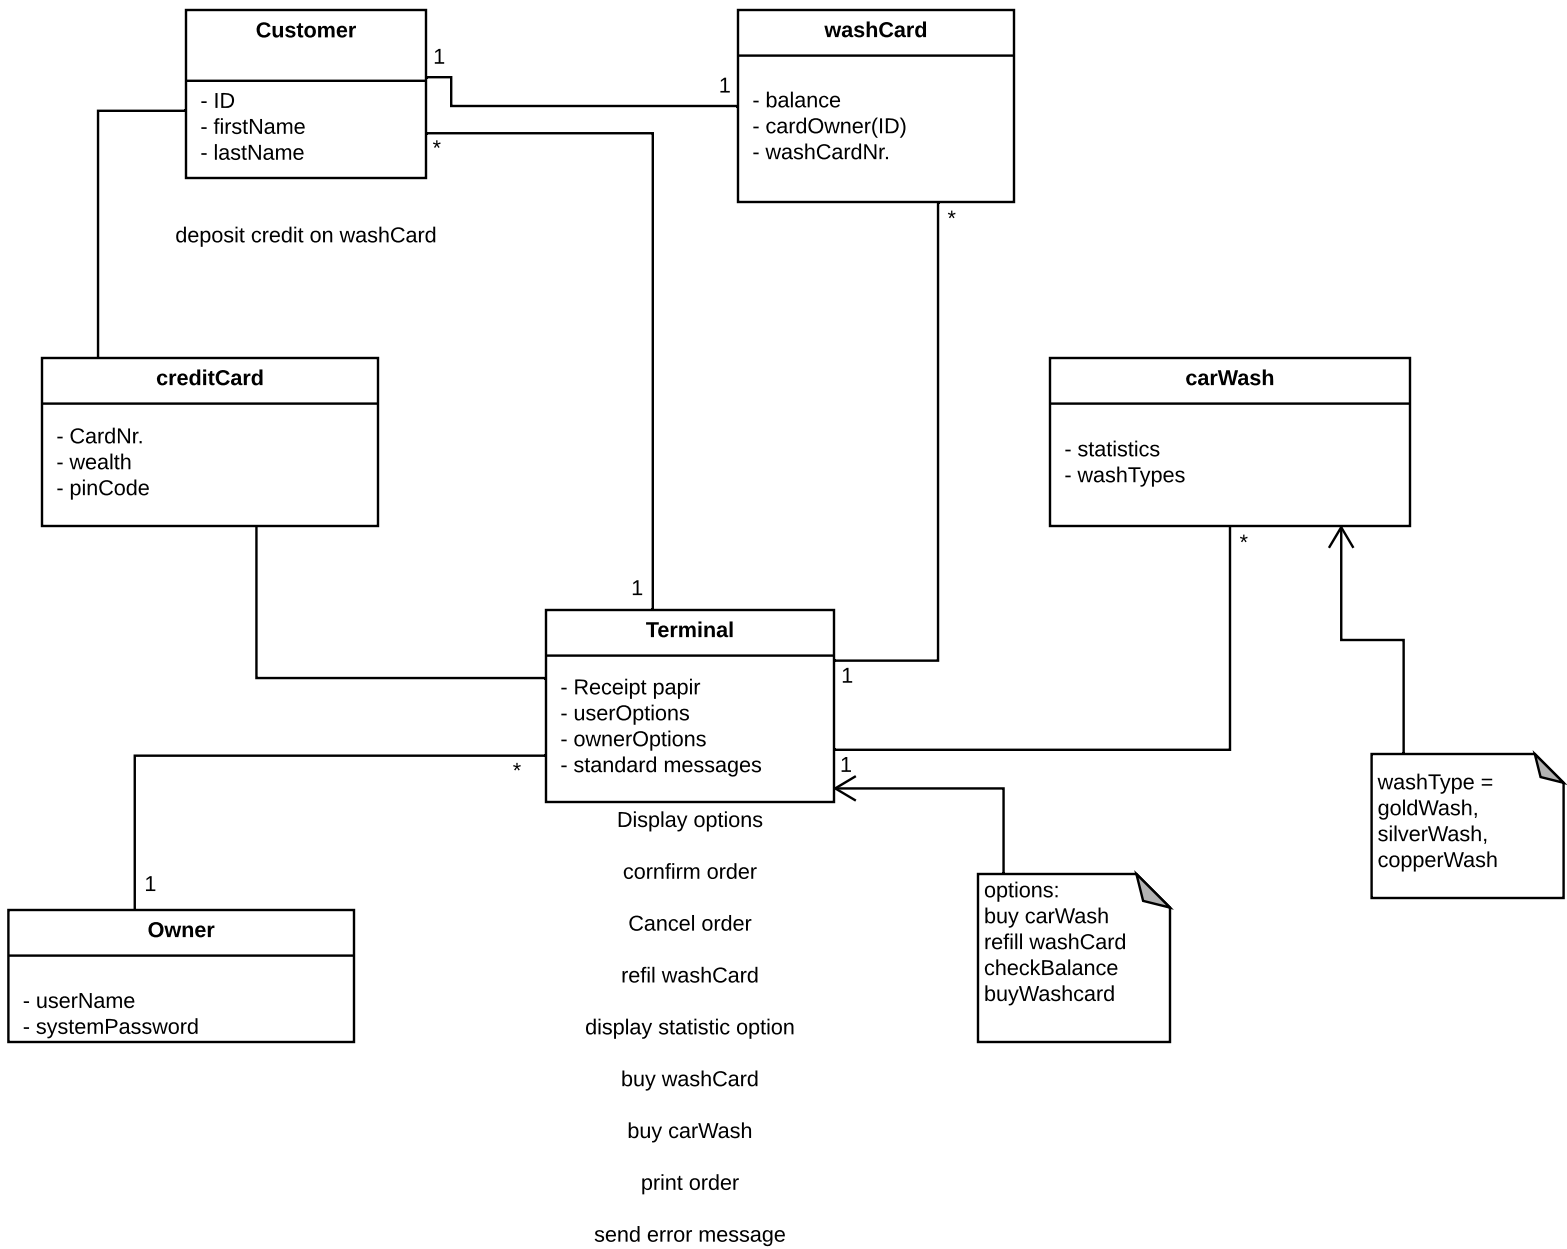 Customer
- ID
- firstName
- lastName
1
*
washCard
- balance
- cardOwner(ID)
- washCardNr.
1
*
deposit credit on washCard
creditCard
- CardNr.
- wealth
- pinCode
carWash
- statistics
- washTypes
*
1
Terminal
- Receipt papir
- userOptions
- ownerOptions
- standard messages
1
1
*
Display options
cornfirm order
Cancel order
refil washCard
display statistic option
buy washCard
buy carWash
print order
send error message
washType =
goldWash,
silverWash,
copperWash
options:
buy carWash
refill washCard
checkBalance
buyWashcard
1
Owner
- userName
- systemPassword